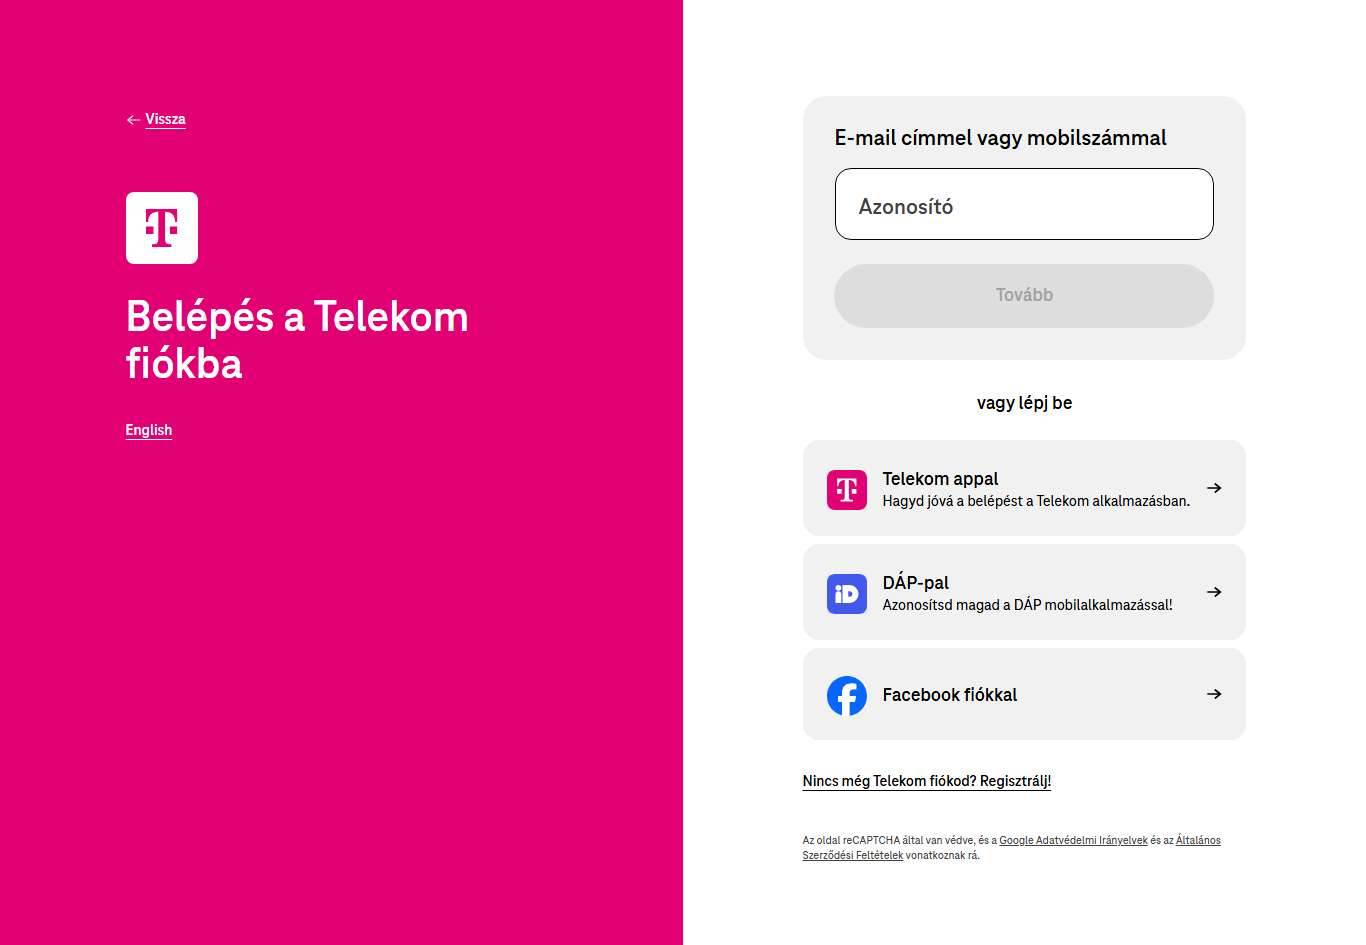 Vissza
Belépés a Telekom
fiókba
English
E-mail címmel vagy mobilszámmal
Azonosító
Tovább
vagy lépj be
Telekom appal
Hagyd jóvá a belépést a Telekom alkalmazásban.
DÁP-pal
Azonosítsd magad a DÁP mobilalkalmazással!
Facebook fiókkal
Nincs még Telekom fiókod? Regisztrálj!
Az oldal reCAPTCHA által van védve, és a Google Adatvédelmi Irányelvek és az Általános
Szerződési Feltételek vonatkoznak rá.